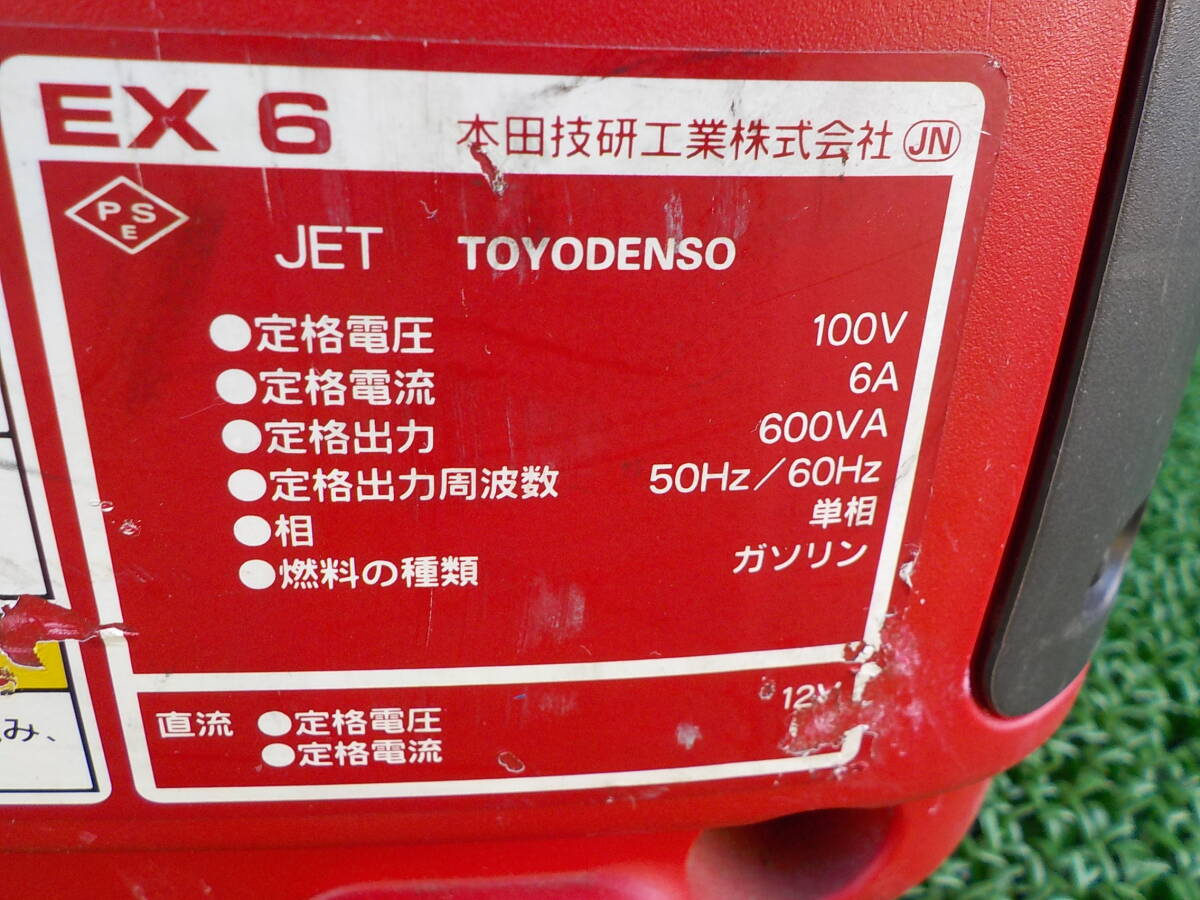 EX 6
本田技研工業株式会社 JN
PSE
JET TOYODENSO
●定格電圧 100V
●定格電流 6A
●定格出力 600VA
●定格出力周波数 50Hz/60Hz
●相 単相
●燃料の種類 ガソリン
直流 ●定格電圧 12V
●定格電流
み、